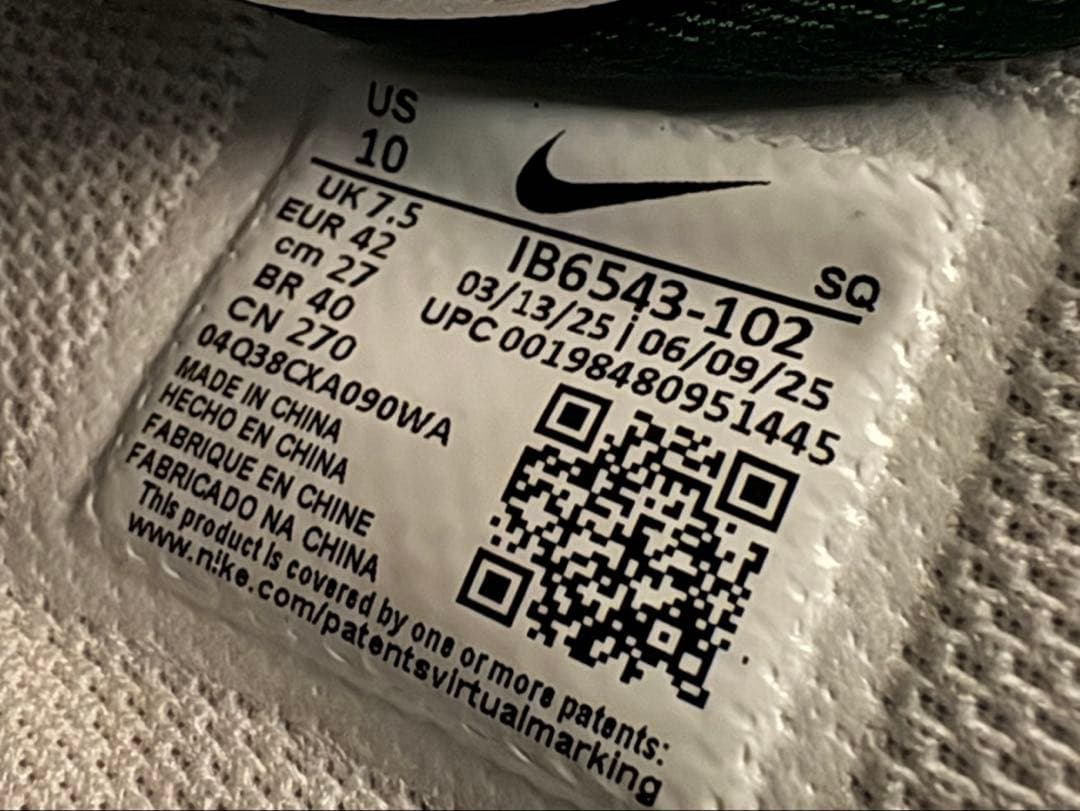 US
10
SQ
UK 7.5
EUR 42
cm 27
BR 40
CN 270
IB6543-102
03/13/25 | 06/09/25
UPC 00198480951445
04Q38CXA090WA
MADE IN CHINA
HECHO EN CHINA
FABRIQUE EN CHINE
FABRICADO NA CHINA
This product is covered by one or more patents:
www.nike.com/patentsvirtualmarking